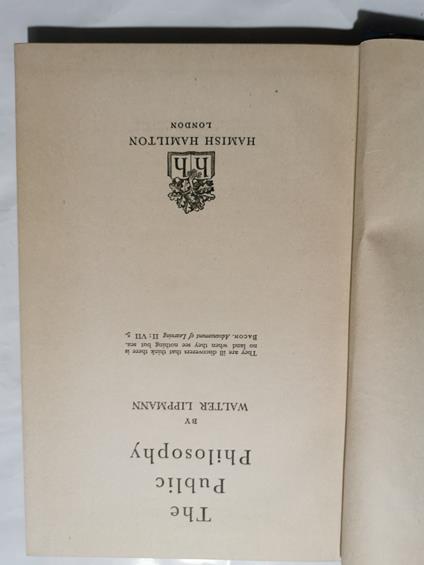 The
Public
Philosophy
BY
WALTER LIPPMANN
They are ill discoverers that think there is
no land when they see nothing but sea.
BACON. Advancement of Learning II: VII 5.
h h
HAMISH HAMILTON
LONDON